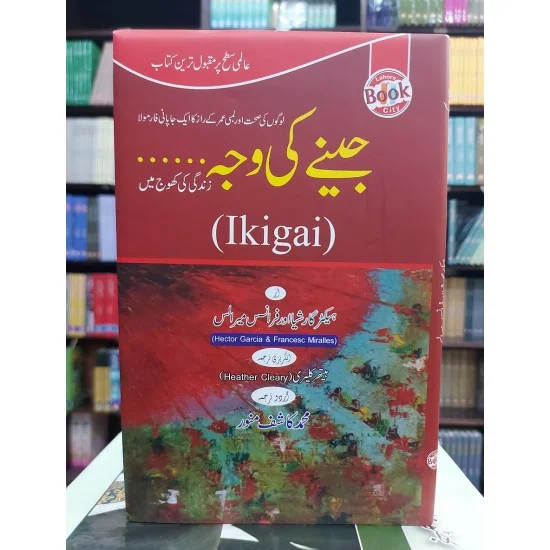 عالمی سطح پر مقبول ترین کتاب
Lahore
Book
City
لوگوں کی صحت اور لمبی عمر کے راز کا ایک جاپانی فارمولا
جینے کی وجہ ......
زندگی کی کھوج میں
(Ikigai)
از
ہیکٹر گارشیا اور فرانسس میرالس
(Hector Garcia & Francesc Miralles)
انگریزی ترجمہ
ہیتھر کلیری (Heather Cleary)
اردو ترجمہ
محمد کاشف منور
Book